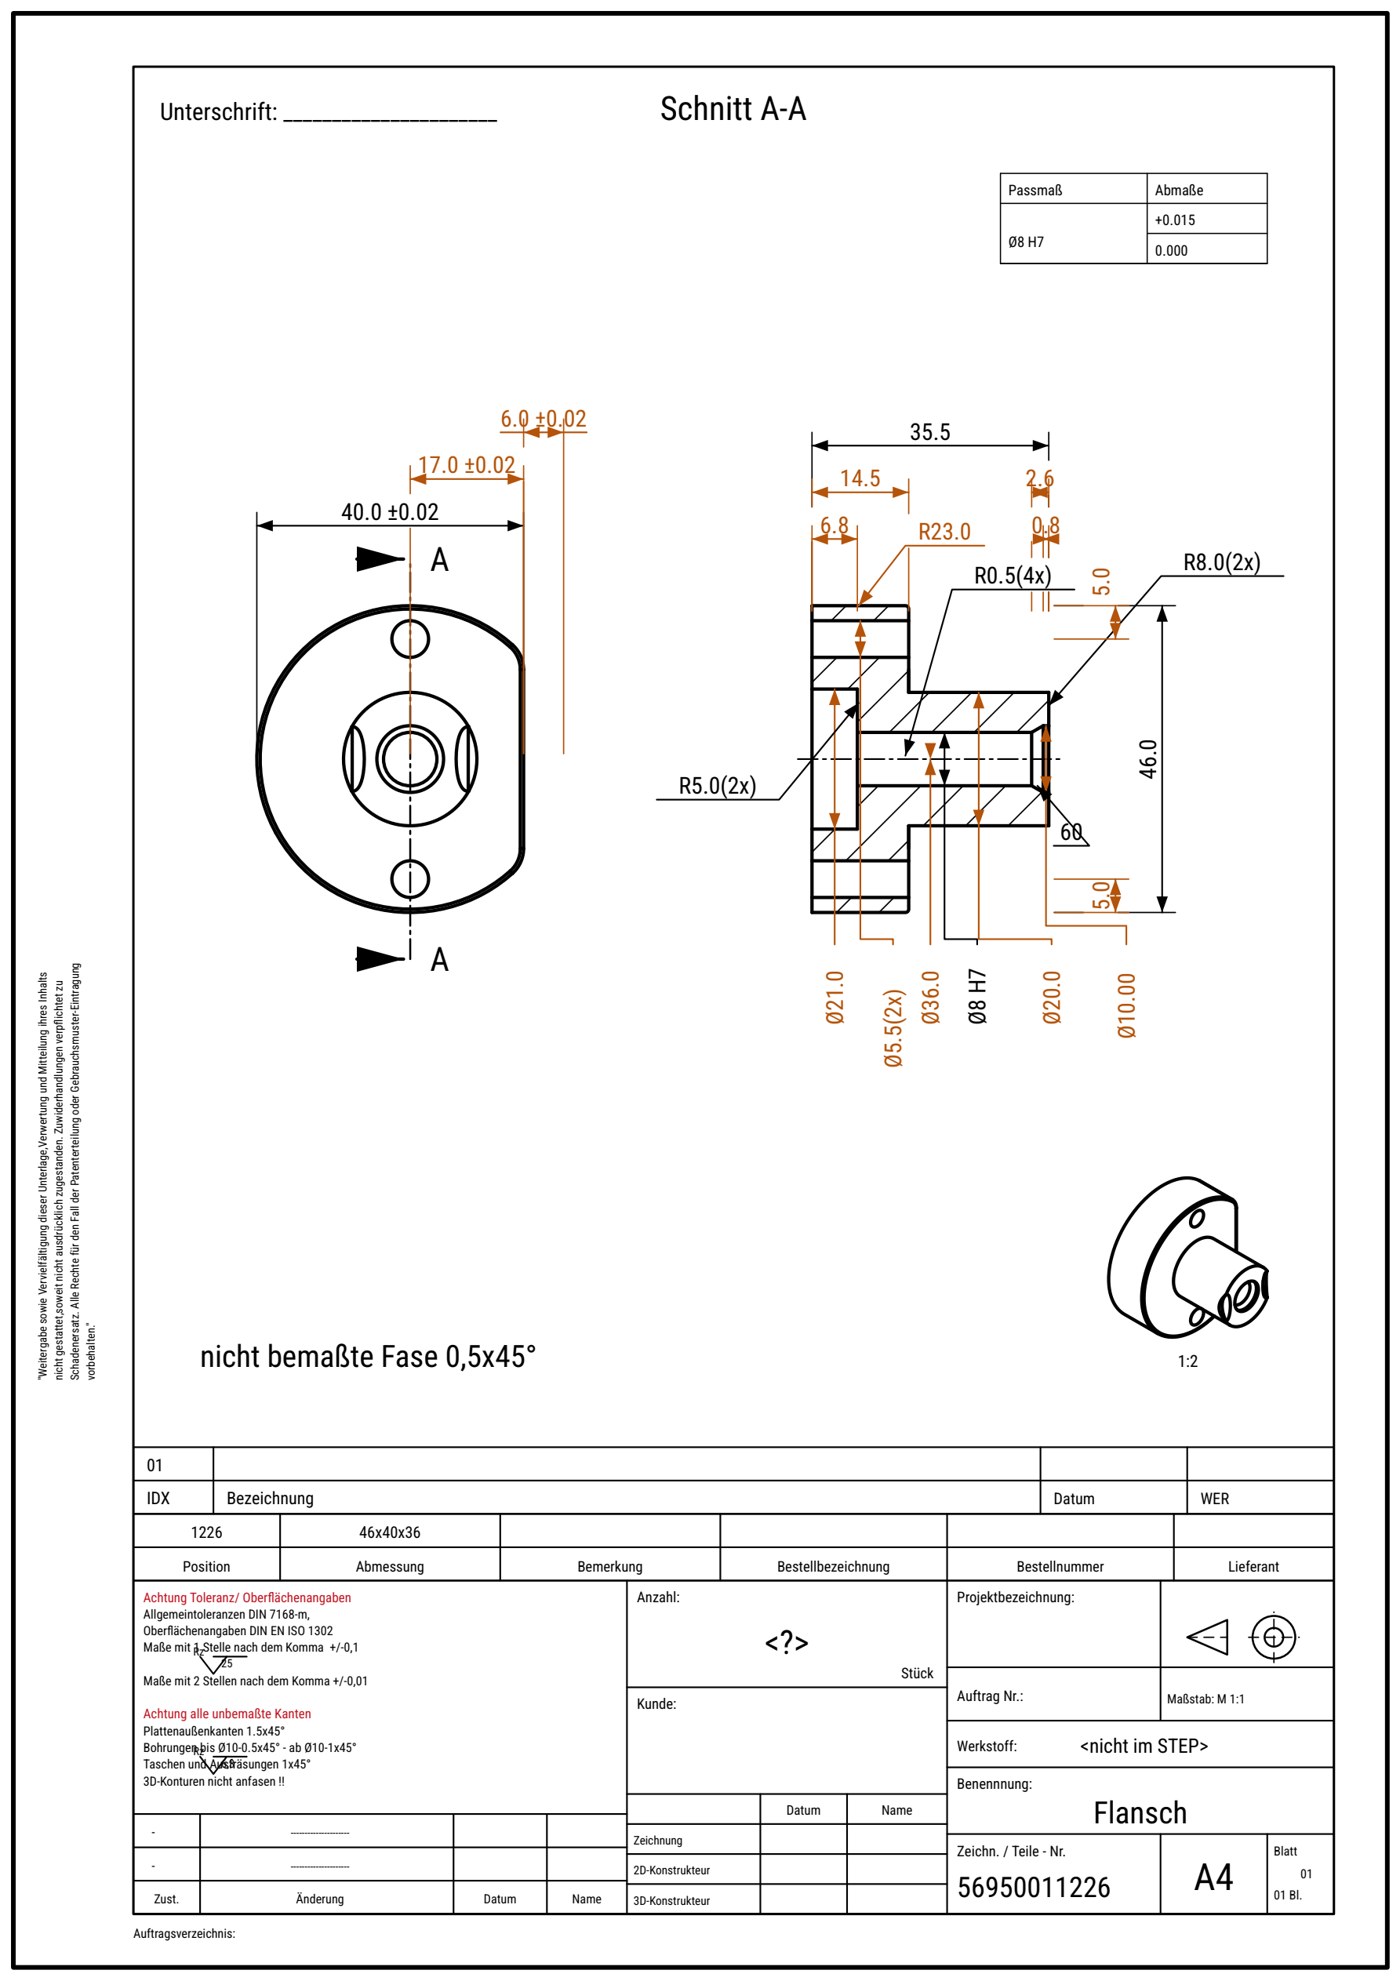 Unterschrift: ______________________
Schnitt A-A
Passmaß
Abmaße
Ø8 H7
+0.015
0.000
6.0 ±0.02
17.0 ±0.02
40.0 ±0.02
A
A
35.5
14.5
2.6
6.8
0.8
R23.0
R0.5(4x)
R8.0(2x)
5.0
46.0
R5.0(2x)
60
5.0
Ø21.0
Ø5.5(2x)
Ø36.0
Ø8 H7
Ø20.0
Ø10.00
"Weitergabe sowie Vervielfältigung dieser Unterlage,Verwertung und Mitteilung ihres Inhalts
nicht gestattet,soweit nicht ausdrücklich zugestanden. Zuwiderhandlungen verpflichtet zu
Schadenersatz. Alle Rechte für den Fall der Patenterteilung oder Gebrauchsmuster-Eintragung
vorbehalten."
1:2
nicht bemaßte Fase 0,5x45°
01
IDX
Bezeichnung
Datum
WER
1226
46x40x36
Position
Abmessung
Bemerkung
Bestellbezeichnung
Bestellnummer
Lieferant
Achtung Toleranz/ Oberflächenangaben
Allgemeintoleranzen DIN 7168-m,
Oberflächenangaben DIN EN ISO 1302
Maße mit 1 Stelle nach dem Komma +/-0,1
Rz
25
Maße mit 2 Stellen nach dem Komma +/-0,01
Achtung alle unbemaßte Kanten
Plattenaußenkanten 1.5x45°
Bohrungen bis Ø10-0.5x45° - ab Ø10-1x45°
Rz
Taschen und Ausfräsungen 1x45°
3D-Konturen nicht anfasen !!
-
--------------------
-
--------------------
Zust.
Änderung
Datum
Name
Anzahl:
<?>
Stück
Kunde:
Datum
Name
Zeichnung
2D-Konstrukteur
3D-Konstrukteur
Projektbezeichnung:
Auftrag Nr.:
Maßstab: M 1:1
Werkstoff:
<nicht im STEP>
Benennnung:
Flansch
Zeichn. / Teile - Nr.
56950011226
A4
Blatt
01
01 Bl.
Auftragsverzeichnis: